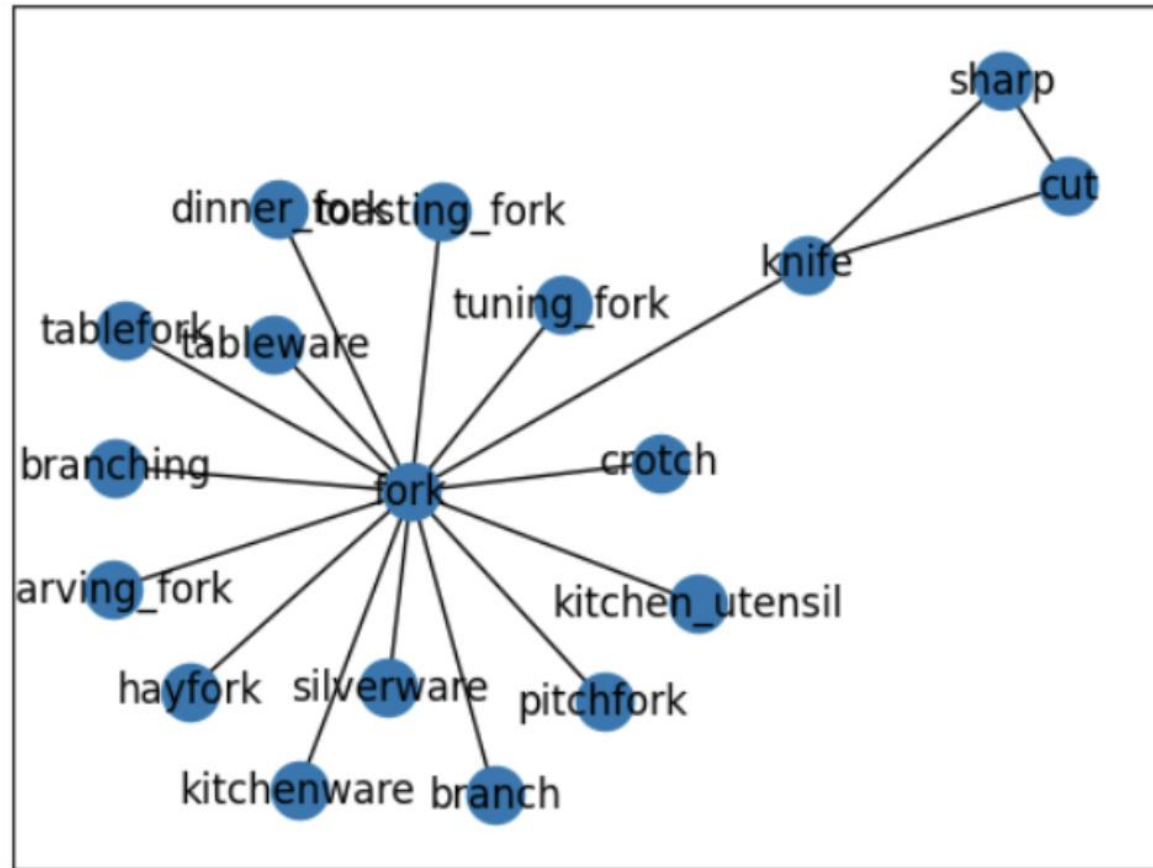 sharp
cut
dinner_fork
toasting_fork
knife
tuning_fork
tablefork
tableware
branching
crotch
fork
arving_fork
kitchen_utensil
hayfork
silverware
pitchfork
kitchenware
branch